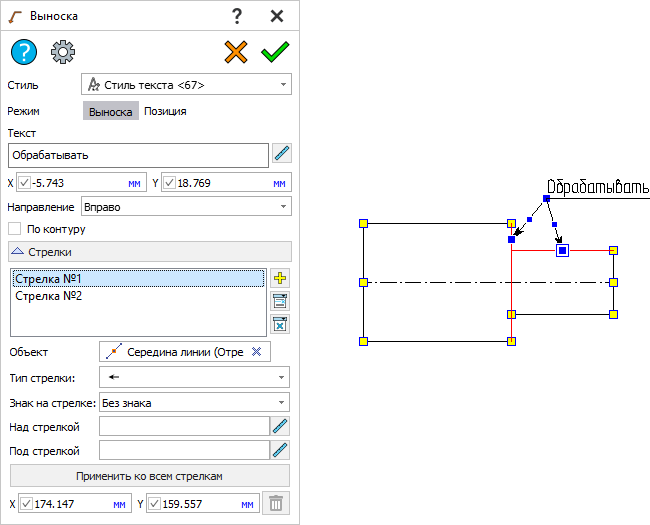 Выноска ?
?
Стиль Стиль текста <67>
Режим Выноска Позиция
Текст
Обрабатывать
X -5.743 мм Y 18.769 мм
Направление Вправо
По контуру
Стрелки
Стрелка №1
Стрелка №2
Объект Середина линии (Отре
Тип стрелки:
Знак на стрелке: Без знака
Над стрелкой
Под стрелкой
Применить ко всем стрелкам
X 174.147 мм Y 159.557 мм
Обрабатывать